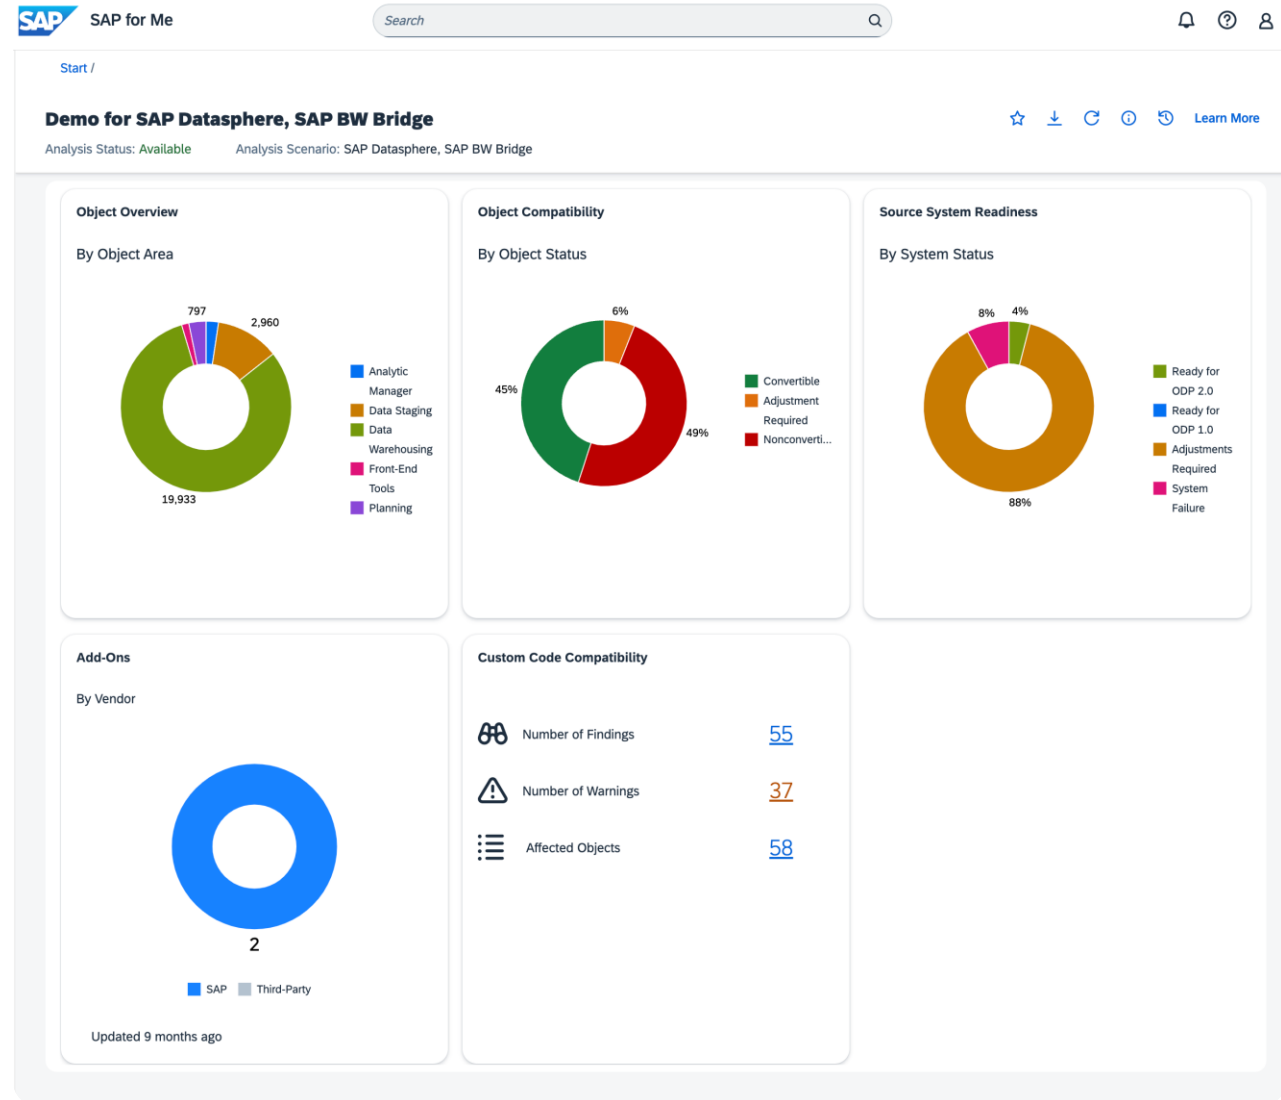 SAP SAP for Me
Search
Start /
Demo for SAP Datasphere, SAP BW Bridge
Learn More
Analysis Status: Available Analysis Scenario: SAP Datasphere, SAP BW Bridge
Object Overview
By Object Area
797
2,960
19,933
Analytic
Manager
Data Staging
Data
Warehousing
Front-End
Tools
Planning
Object Compatibility
By Object Status
6%
45%
49%
Convertible
Adjustment
Required
Nonconverti...
Source System Readiness
By System Status
8%
4%
88%
Ready for
ODP 2.0
Ready for
ODP 1.0
Adjustments
Required
System
Failure
Add-Ons
By Vendor
2
SAP Third-Party
Updated 9 months ago
Custom Code Compatibility
Number of Findings 55
Number of Warnings 37
Affected Objects 58